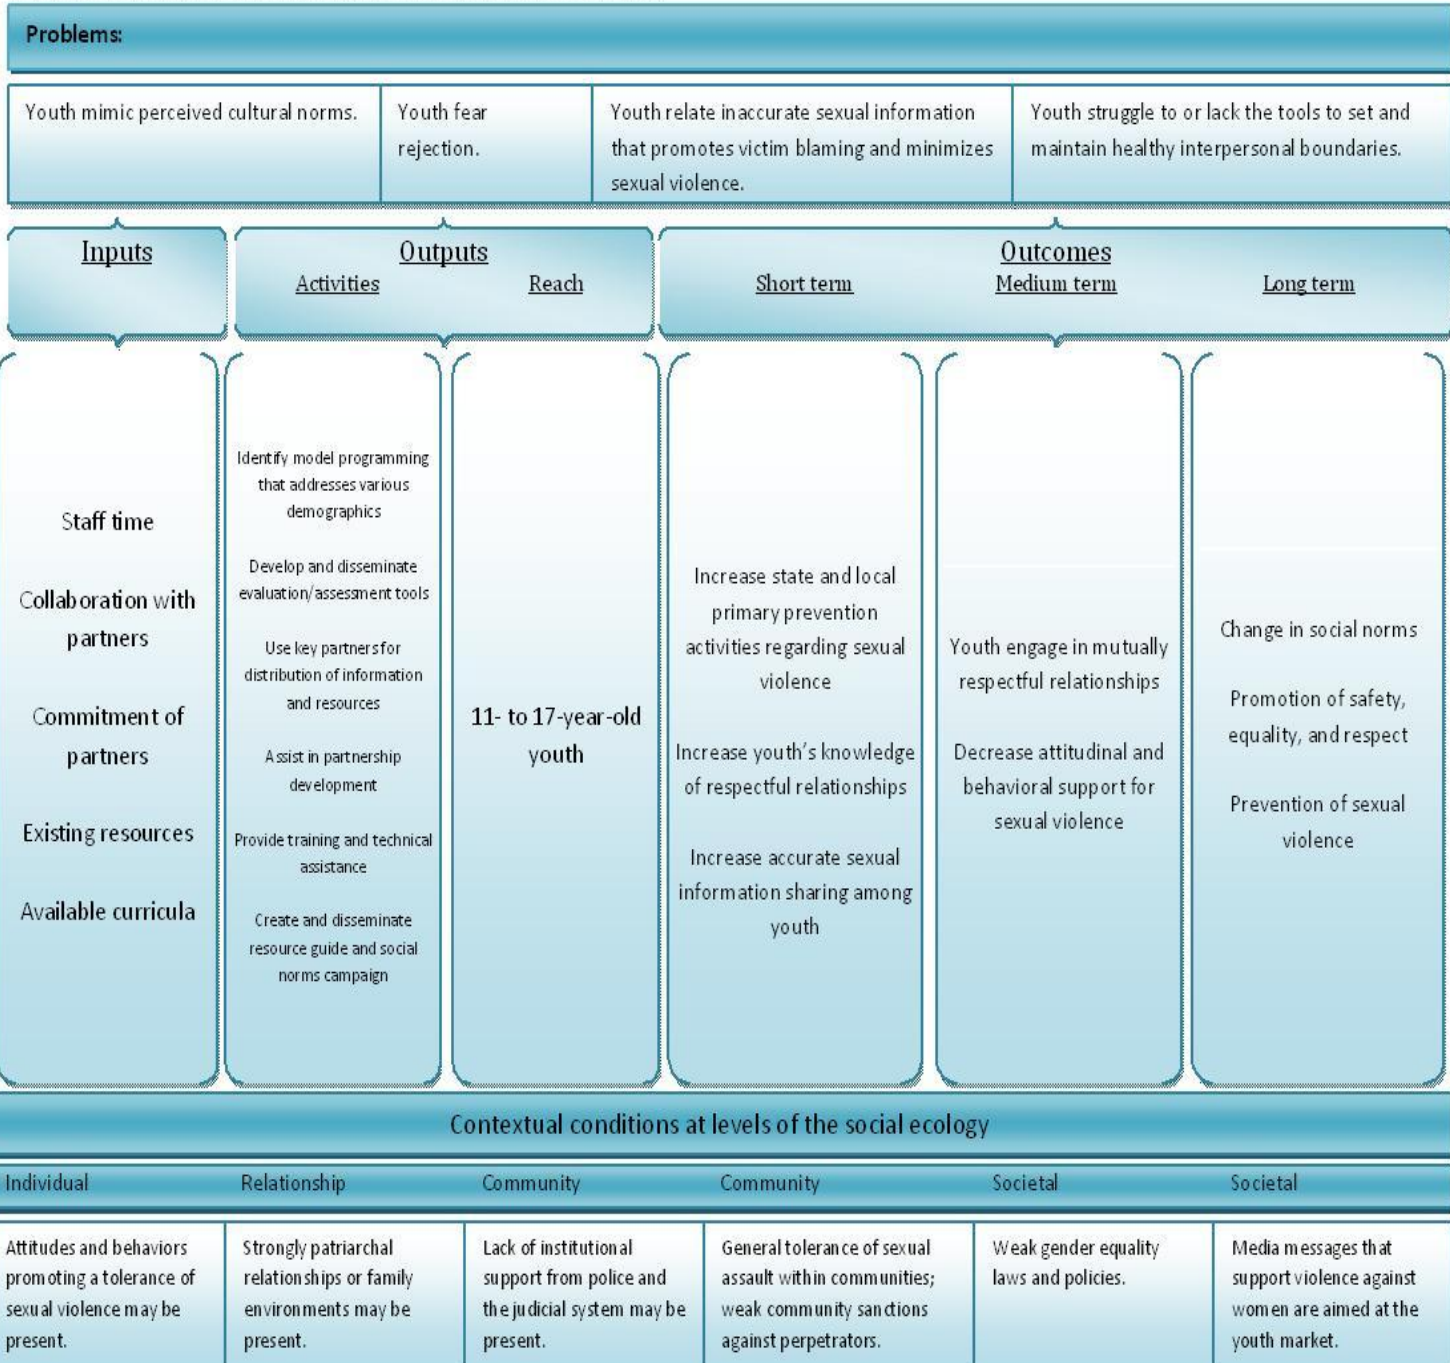 Problems:
Youth mimic perceived cultural norms.
Youth fear
rejection.
Youth relate inaccurate sexual information
that promotes victim blaming and minimizes
sexual violence.
Youth struggle to or lack the tools to set and
maintain healthy interpersonal boundaries.
Inputs
Outputs
Activities
Reach
Outcomes
Short term
Medium term
Long term
Staff time
Collaboration with
partners
Commitment of
partners
Existing resources
Available curricula
Identify model programming
that addresses various
demographics
Develop and disseminate
evaluation/assessment tools
Use key partners for
distribution of information
and resources
Assist in partnership
development
Provide training and technical
assistance
Create and disseminate
resource guide and social
norms campaign
11- to 17-year-old
youth
Increase state and local
primary prevention
activities regarding sexual
violence
Increase youth's knowledge
of respectful relationships
Increase accurate sexual
information sharing among
youth
Youth engage in mutually
respectful relationships
Decrease attitudinal and
behavioral support for
sexual violence
Change in social norms
Promotion of safety,
equality, and respect
Prevention of sexual
violence
Contextual conditions at levels of the social ecology
Individual
Relationship
Community
Community
Societal
Societal
Attitudes and behaviors
promoting a tolerance of
sexual violence may be
present.
Strongly patriarchal
relationships or family
environments may be
present.
Lack of institutional
support from police and
the judicial system may be
present.
General tolerance of sexual
assault within communities;
weak community sanctions
against perpetrators.
Weak gender equality
laws and policies.
Media messages that
support violence against
women are aimed at the
youth market.